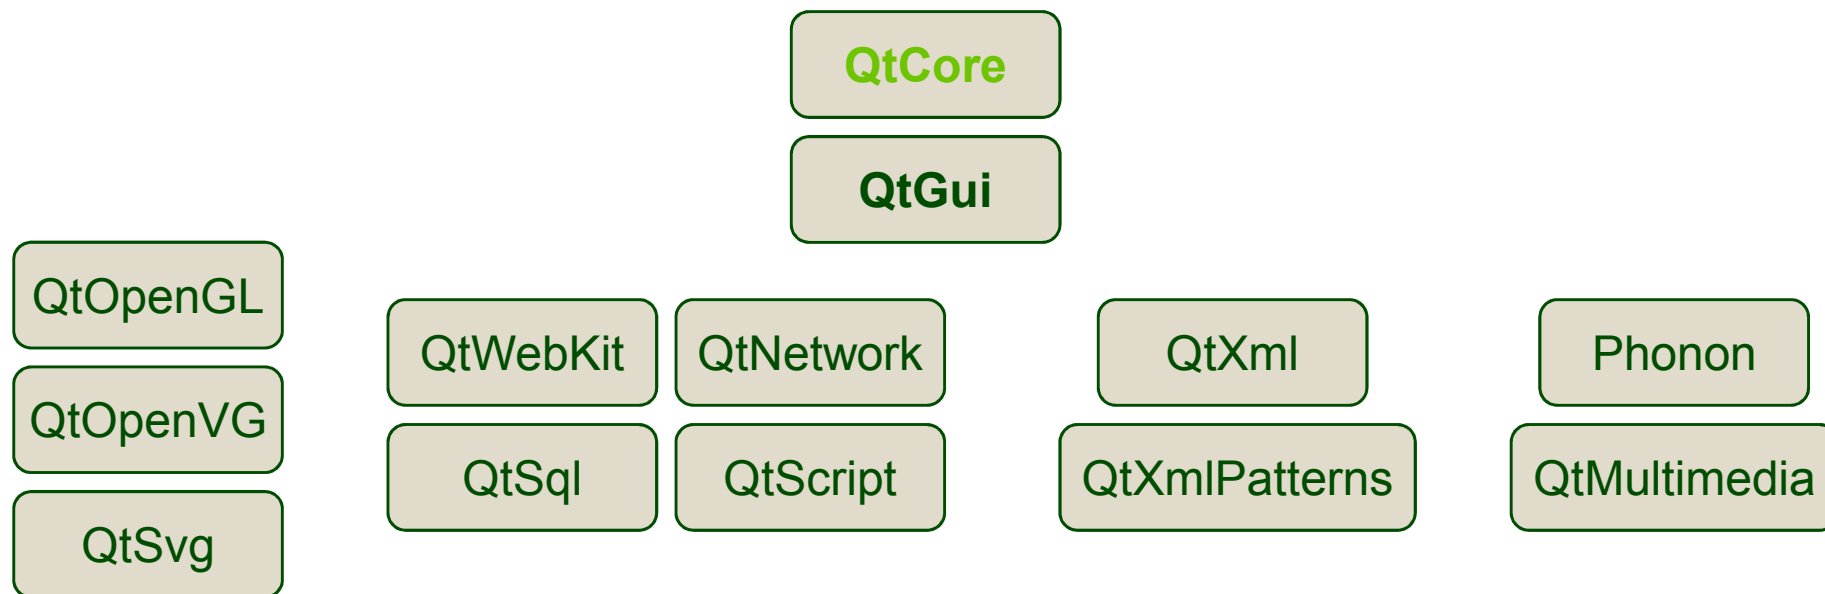 QtCore
QtGui
QtOpenGL
QtOpenVG
QtSvg
QtWebKit
QtNetwork
QtSql
QtScript
QtXml
QtXmlPatterns
Phonon
QtMultimedia